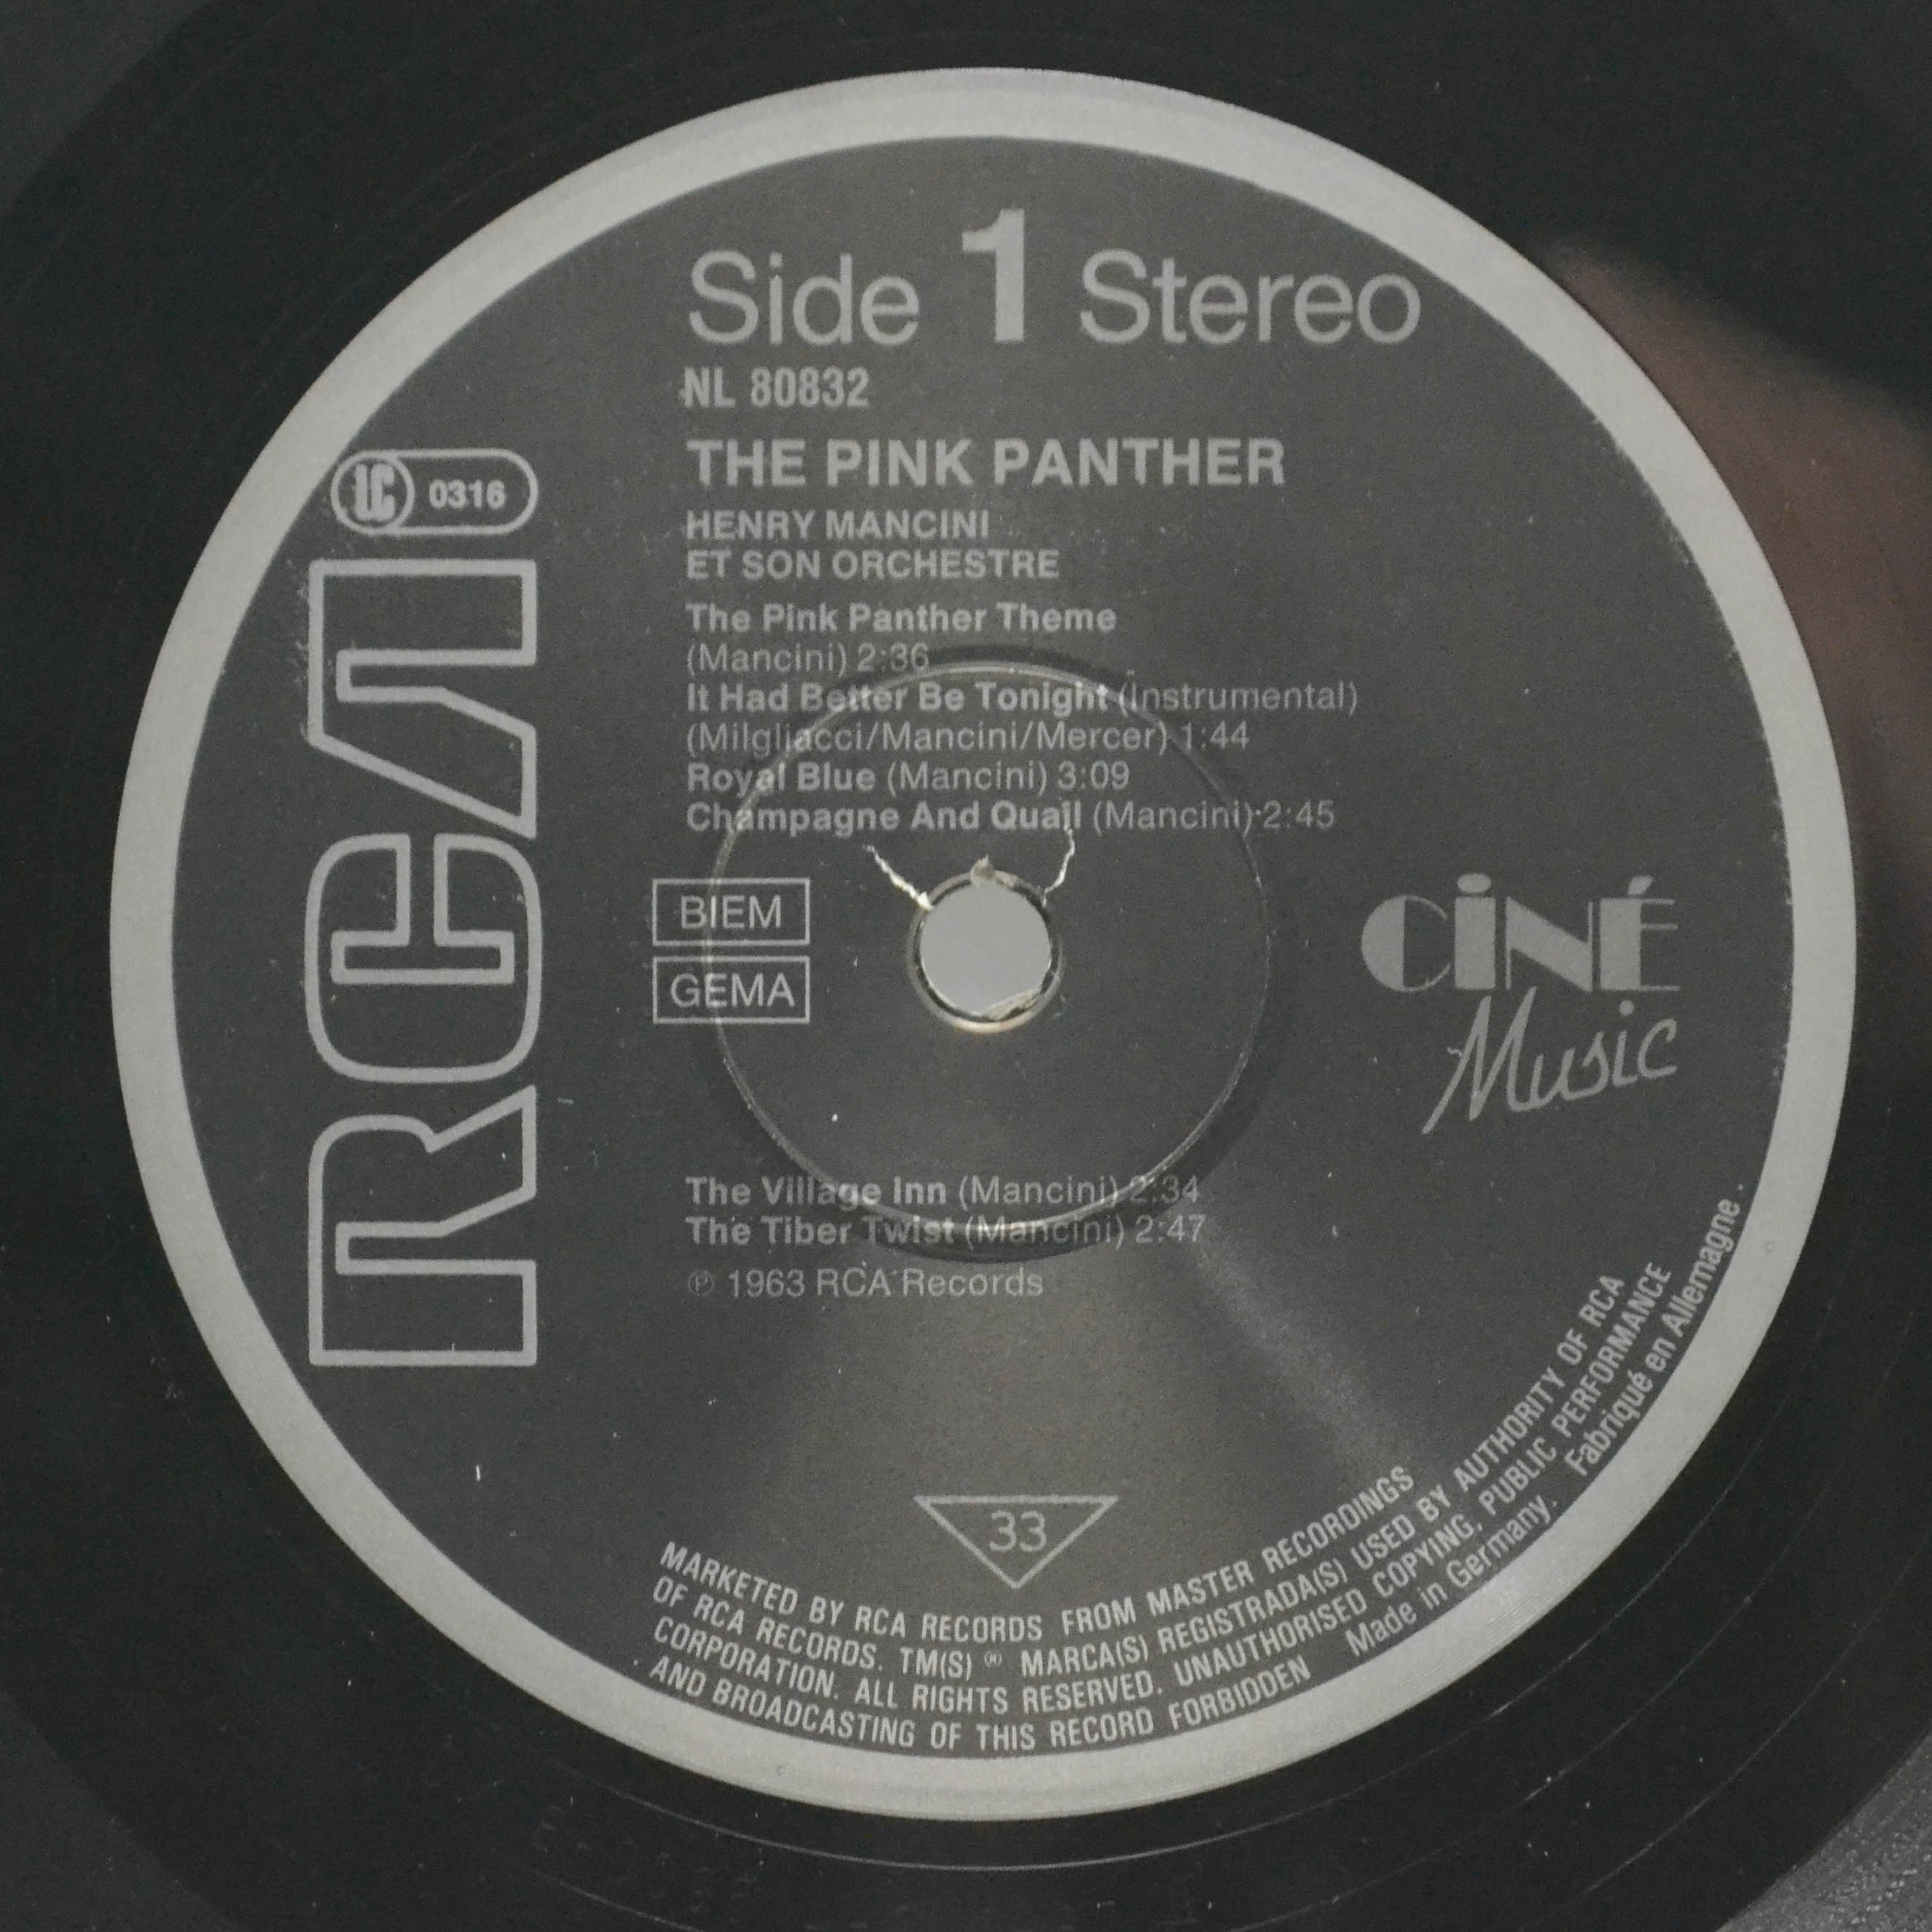 Side 1 Stereo
NL 80832
THE PINK PANTHER
LC 0316
HENRY MANCINI
ET SON ORCHESTRE
The Pink Panther Theme
(Mancini) 2:36
It Had Better Be Tonight (Instrumental)
(Milgliacci/Mancini/Mercer) 1:44
Royal Blue (Mancini) 3:09
Champagne And Quail (Mancini) 2:45
RCA
BIEM
GEMA
CiNÉ
Music
The Village Inn (Mancini) 2:34
The Tiber Twist (Mancini) 2:47
℗ 1963 RCA Records
33
MARKETED BY RCA RECORDS FROM MASTER RECORDINGS
OF RCA RECORDS. TM(S) ® MARCA(S) REGISTRADA(S) USED BY AUTHORITY OF RCA
CORPORATION. ALL RIGHTS RESERVED. UNAUTHORISED COPYING, PUBLIC PERFORMANCE
AND BROADCASTING OF THIS RECORD FORBIDDEN Made in Germany. Fabriqué en Allemagne.